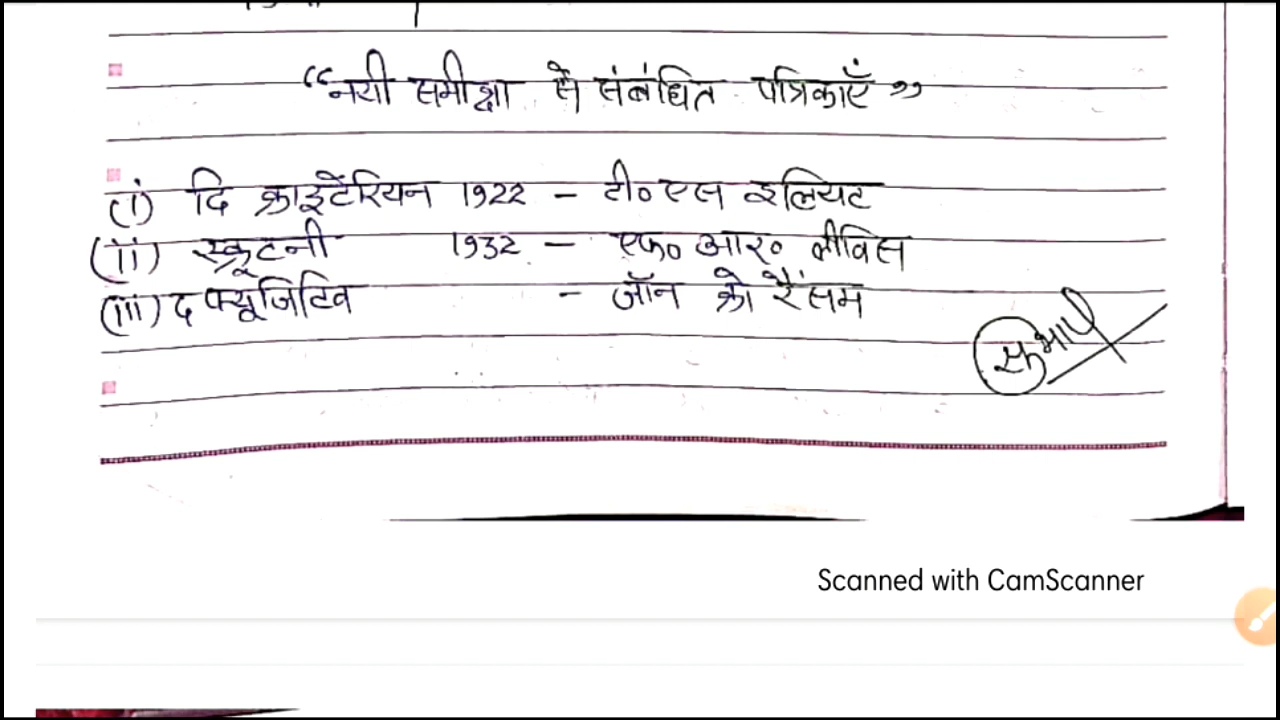 “नयी समीक्षा से संबंधित पत्रिकाएँ”
(i) दि क्राइटेरियन 1922 – टी० एस इलियट
(ii) स्क्रूटनी 1932 – एफ० आर० लीविस
(iii) द फ्यूजिटिव – जॉन क्रो रैंसम
Scanned with CamScanner